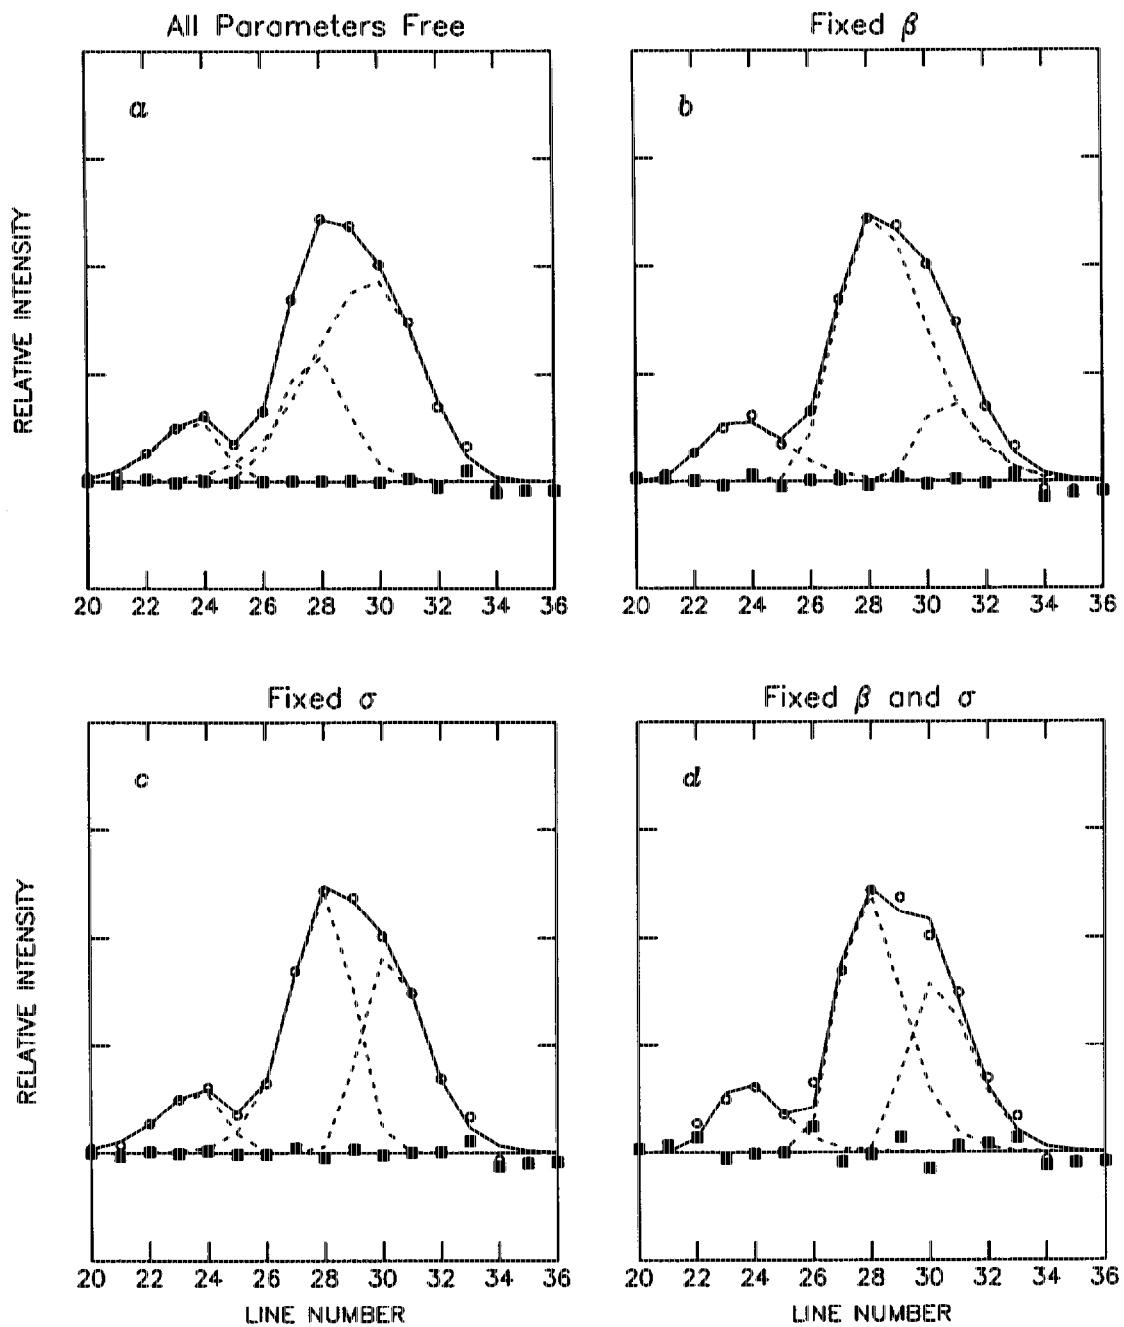 All Parameters Free
Fixed β
a
b
RELATIVE INTENSITY
20 22 24 26 28 30 32 34 36
20 22 24 26 28 30 32 34 36
Fixed σ
Fixed β and σ
c
d
RELATIVE INTENSITY
20 22 24 26 28 30 32 34 36
20 22 24 26 28 30 32 34 36
LINE NUMBER
LINE NUMBER